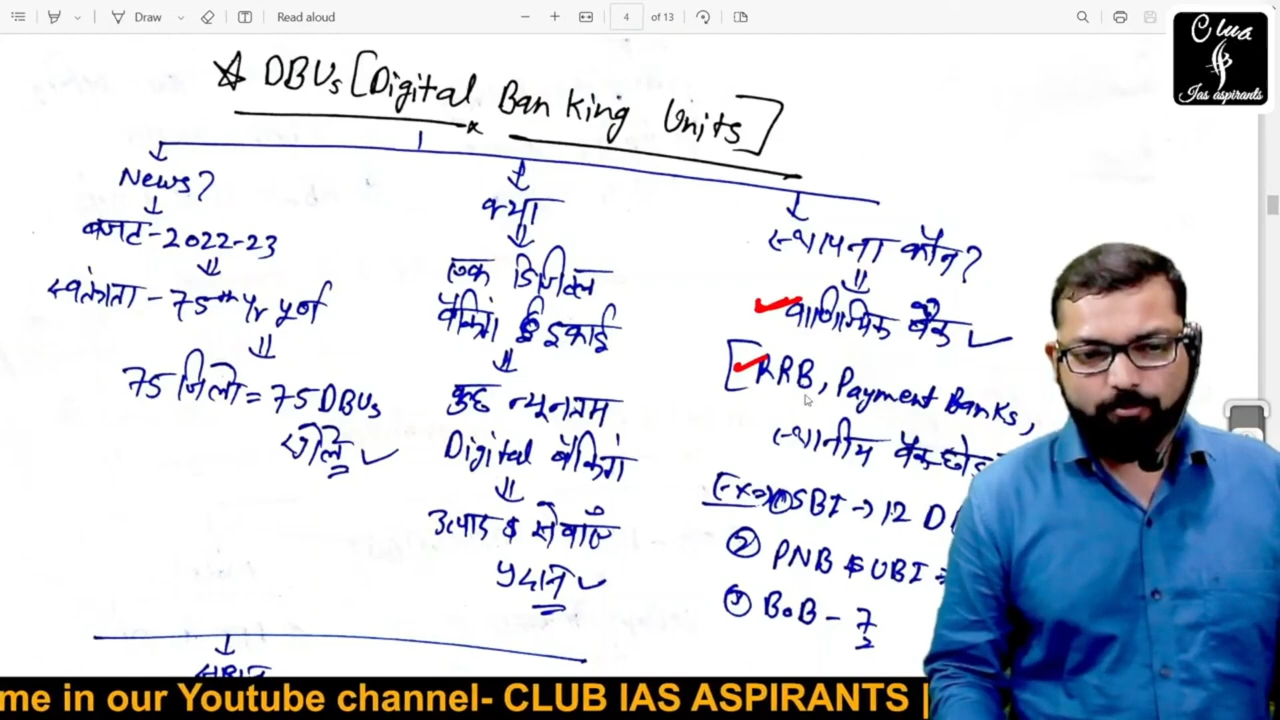 Draw
Read aloud
4 of 13
Club
Ias aspirants
☆ DBUs [Digital Banking Units]
News?
बजट-2022-23
स्वतंत्रता - 75th Yr पूर्ण
75 जिलो = 75 DBUs
खोले
क्या
एक डिजिटल
बैंकिंग इकाई
कुछ न्यूनतम
Digital बैंकिंग
उत्पाद & सेवाएं
प्रदान
स्थापना कौन?
वाणिज्यिक बैंक
[RRB, Payment Banks,
स्थानीय बैंक छोड़
Ex=> ① SBI → 12 D
② PNB & UBI →
③ BoB - 7
me in our Youtube channel- CLUB IAS ASPIRANTS |